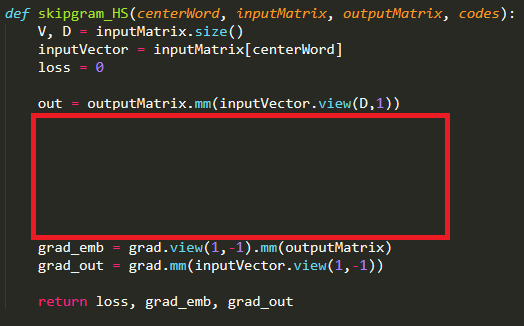 def skipgram_HS(centerWord, inputMatrix, outputMatrix, codes):
V, D = inputMatrix.size()
inputVector = inputMatrix[centerWord]
loss = 0
out = outputMatrix.mm(inputVector.view(D,1))
grad_emb = grad.view(1,-1).mm(outputMatrix)
grad_out = grad.mm(inputVector.view(1,-1))
return loss, grad_emb, grad_out